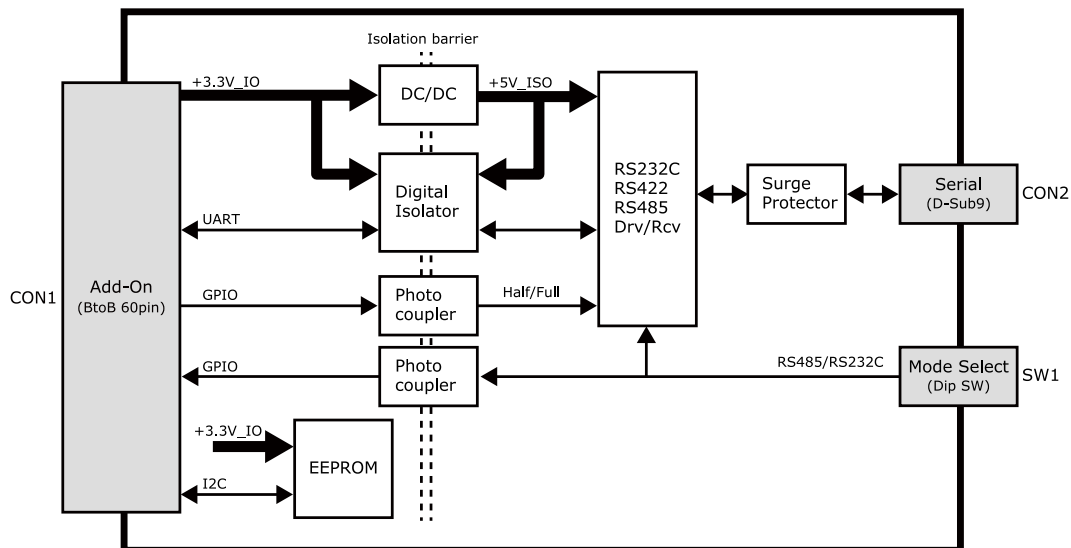 Isolation barrier
+3.3V_IO
DC/DC
+5V_ISO
RS232C
RS422
RS485
Drv/Rcv
Digital
Isolator
UART
Surge
Protector
Serial
(D-Sub9)
CON2
CON1
Add-On
(BtoB 60pin)
GPIO
Photo
coupler
Half/Full
GPIO
Photo
coupler
RS485/RS232C
Mode Select
(Dip SW)
SW1
+3.3V_IO
EEPROM
I2C